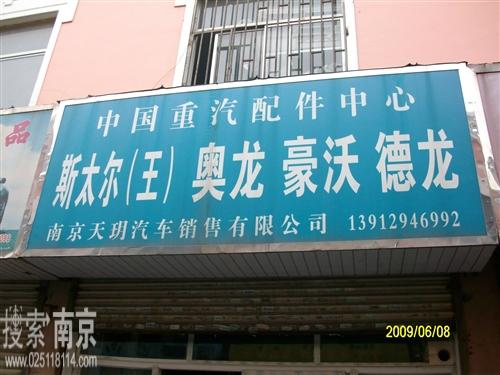 中国重汽配件中心
斯太尔(王) 奥龙 豪沃 德龙
南京天玥汽车销售有限公司 13912946992
品
2009/06/08
搜索南京
www.025118114.com